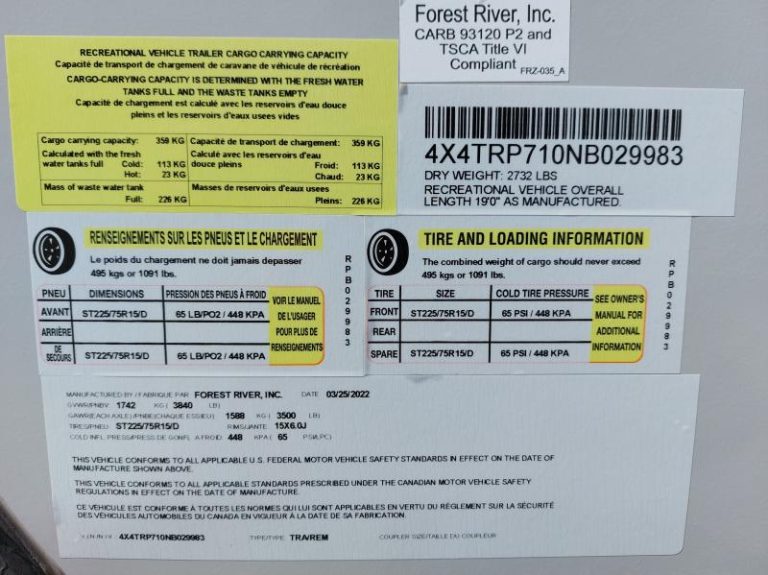 Forest River, Inc.
CARB 93120 P2 and
TSCA Title VI
Compliant
FRZ-035_A
RECREATIONAL VEHICLE TRAILER CARGO CARRYING CAPACITY
Capacité de transport de chargement de caravane de véhicule de récréation
CARGO-CARRYING CAPACITY IS DETERMINED WITH THE FRESH WATER
TANKS FULL AND THE WASTE TANKS EMPTY
Capacité de chargement est calculé avec les reservoirs d'eau douce
pleins et les reservoirs d'eaux usees vides
Cargo carrying capacity: 359 KG
Calculated with the fresh
water tanks full Cold: 113 KG
Hot: 23 KG
Mass of waste water tank
Full: 226 KG
Capacité de transport de chargement: 359 KG
Calculé avec les reservoirs d'eau
douce pleins Froid: 113 KG
Chaud: 23 KG
Masses de reservoirs d'eaux usees
Pleins: 226 KG
4X4TRP710NB029983
DRY WEIGHT: 2732 LBS
RECREATIONAL VEHICLE OVERALL
LENGTH 19'0" AS MANUFACTURED.
RENSEIGNEMENTS SUR LES PNEUS ET LE CHARGEMENT
Le poids du chargement ne doit jamais depasser
495 kgs or 1091 lbs.
PNEU DIMENSIONS PRESSION DES PNEUS À FROID
AVANT ST225/75R15/D 65 LB/PO2 / 448 KPA
ARRIÈRE
DE SECOURS ST225/75R15/D 65 LB/PO2 / 448 KPA
VOIR LE MANUEL
DE L'USAGER
POUR PLUS DE
RENSEIGNEMENTS
RPB029983
TIRE AND LOADING INFORMATION
The combined weight of cargo should never exceed
495 kgs or 1091 lbs.
TIRE SIZE COLD TIRE PRESSURE
FRONT ST225/75R15/D 65 PSI / 448 KPA
REAR
SPARE ST225/75R15/D 65 PSI / 448 KPA
SEE OWNER'S
MANUAL FOR
ADDITIONAL
INFORMATION
RPB029983
MANUFACTURED BY / FABRIQUE PAR FOREST RIVER, INC. DATE 03/25/2022
GVWR/PNBV 1742 KG ( 3840 LB)
GAWR(EACH AXLE) / PNBE(CHAQUE ESSIEU) 1588 KG ( 3500 LB)
TIRES/PNEU ST225/75R15/D RIMS/JANTE 15X6.0J
COLD INFL. PRESS/PRESS DE GONFL. A FROID 448 KPA ( 65 PSI/LPC)
THIS VEHICLE CONFORMS TO ALL APPLICABLE U.S. FEDERAL MOTOR VEHICLE SAFETY STANDARDS IN EFFECT ON THE DATE OF
MANUFACTURE SHOWN ABOVE.
THIS VEHICLE CONFORMS TO ALL APPLICABLE STANDARDS PRESCRIBED UNDER THE CANADIAN MOTOR VEHICLE SAFETY
REGULATIONS IN EFFECT ON THE DATE OF MANUFACTURE.
CE VEHICULE EST CONFORME À TOUTES LES NORMES QUI LUI SONT APPLICABLES EN VERTU DU RÈGLEMENT SUR LA SÉCURITÉ
DES VÉHICULES AUTOMOBILES DU CANADA EN VIGUEUR À LA DATE DE SA FABRICATION.
4X4TRP710NB029983 TYPE/TYPE: TRA/REM COUPLER SIZE/TAILLE DU COUPLEUR